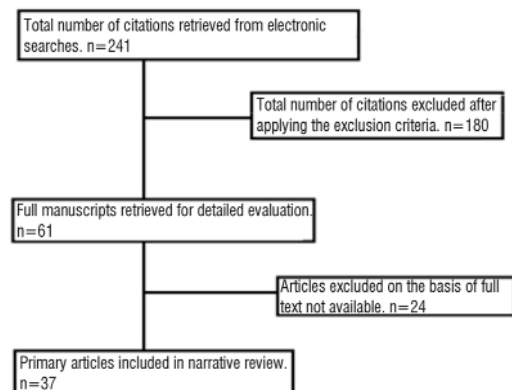 Total number of citations retrieved from electronic
searches. n=241
Total number of citations excluded after
applying the exclusion criteria. n=180
Full manuscripts retrieved for detailed evaluation.
n=61
Articles excluded on the basis of full
text not available. n=24
Primary articles included in narrative review.
n=37